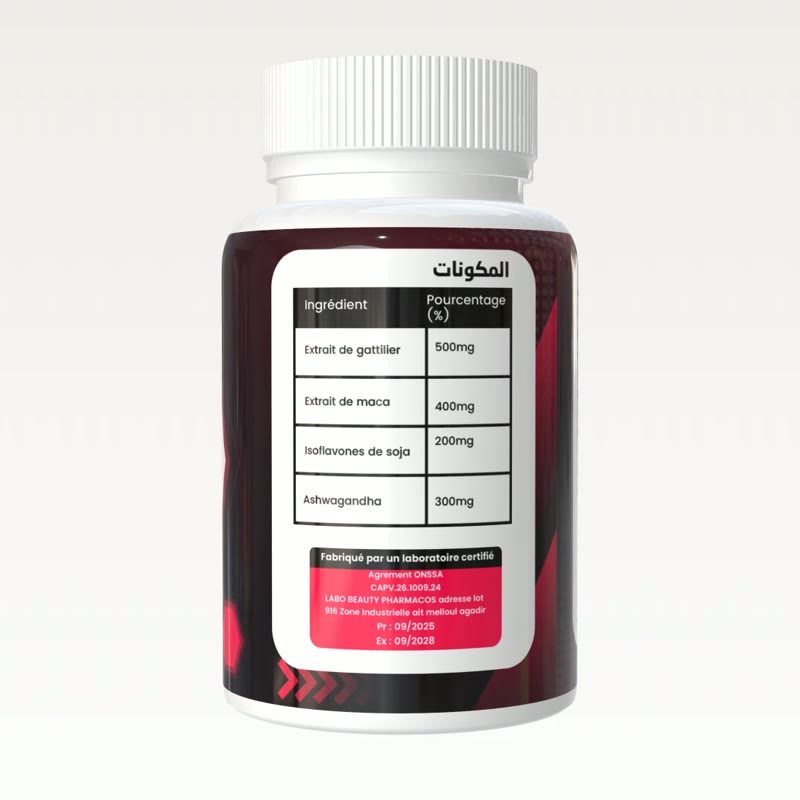 المكونات
Ingrédient
Pourcentage
(%)
Extrait de gattilier
500mg
Extrait de maca
400mg
Isoflavones de soja
200mg
Ashwagandha
300mg
Fabriqué par un laboratoire certifié
Agrement ONSSA
CAPV.26.1009.24
LABO BEAUTY PHARMACOS adresse lot
916 Zone Industrielle ait melloul agadir
Pr : 09/2025
Ex : 09/2028